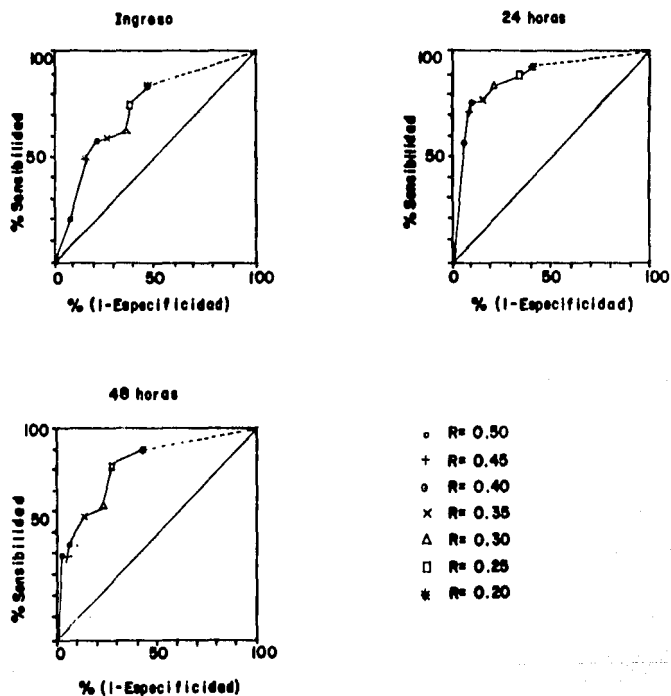 Ingreso
100
50
% Sensibilidad
0
50
100
% (1-Especificidad)
24 horas
100
50
% Sensibilidad
0
50
100
% (1-Especificidad)
48 horas
100
50
% Sensibilidad
0
50
100
% (1-Especificidad)
R= 0.50
R= 0.45
R= 0.40
R= 0.35
R= 0.30
R= 0.25
R= 0.20